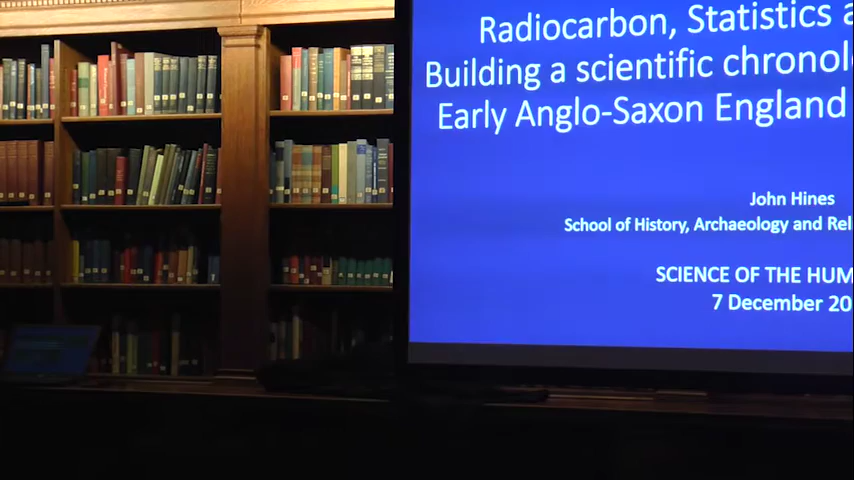 Radiocarbon, Statistics a
Building a scientific chronol
Early Anglo-Saxon England
John Hines
School of History, Archaeology and Rel
SCIENCE OF THE HUM
7 December 20